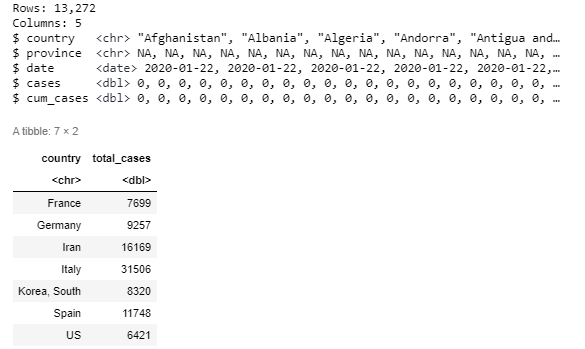 Rows: 13,272
Columns: 5
$ country   <chr> "Afghanistan", "Albania", "Algeria", "Andorra", "Antigua and…
$ province  <chr> NA, NA, NA, NA, NA, NA, NA, NA, NA, NA, NA, NA, NA, NA, NA, …
$ date      <date> 2020-01-22, 2020-01-22, 2020-01-22, 2020-01-22, 2020-01-22,…
$ cases     <dbl> 0, 0, 0, 0, 0, 0, 0, 0, 0, 0, 0, 0, 0, 0, 0, 0, 0, 0, 0, 0, …
$ cum_cases <dbl> 0, 0, 0, 0, 0, 0, 0, 0, 0, 0, 0, 0, 0, 0, 0, 0, 0, 0, 0, 0, …
A tibble: 7 × 2
country total_cases
<chr> <dbl>
France 7699
Germany 9257
Iran 16169
Italy 31506
Korea, South 8320
Spain 11748
US 6421